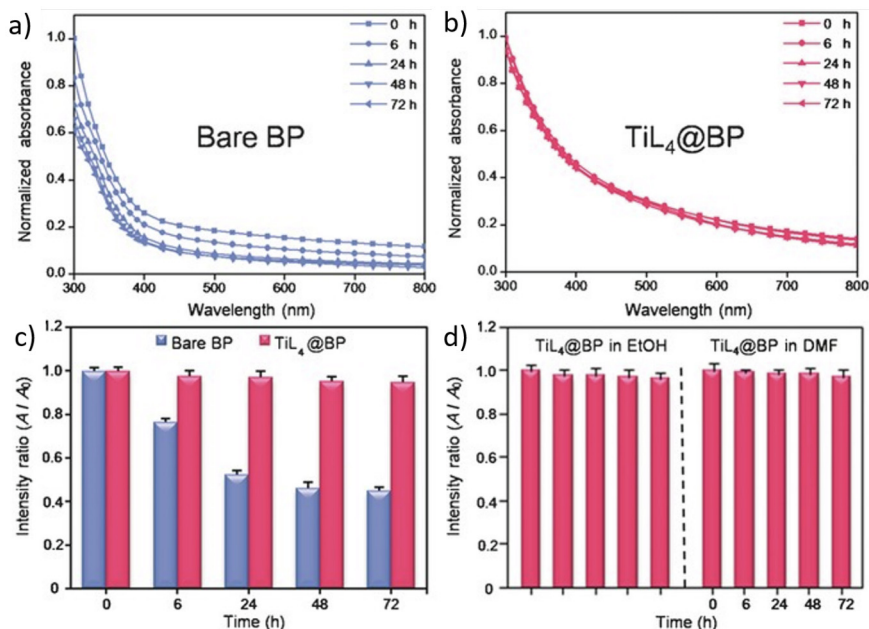 a)
Normalized absorbance
1.0
0.8
0.6
0.4
0.2
0.0
0 h
6 h
24 h
48 h
72 h
Bare BP
300 400 500 600 700 800
Wavelength (nm)
b)
Normalized absorbance
1.0
0.8
0.6
0.4
0.2
0.0
0 h
6 h
24 h
48 h
72 h
TiL₄@BP
300 400 500 600 700 800
Wavelength (nm)
c)
Intensity ratio (A / A₀)
1.2
1.0
0.8
0.6
0.4
0.2
0
Bare BP TiL₄@BP
0 6 24 48 72
Time (h)
d)
Intensity ratio (A / A₀)
1.2
1.0
0.8
0.6
0.4
0.2
0
TiL₄@BP in EtOH TiL₄@BP in DMF
0 6 24 48 72
Time (h)